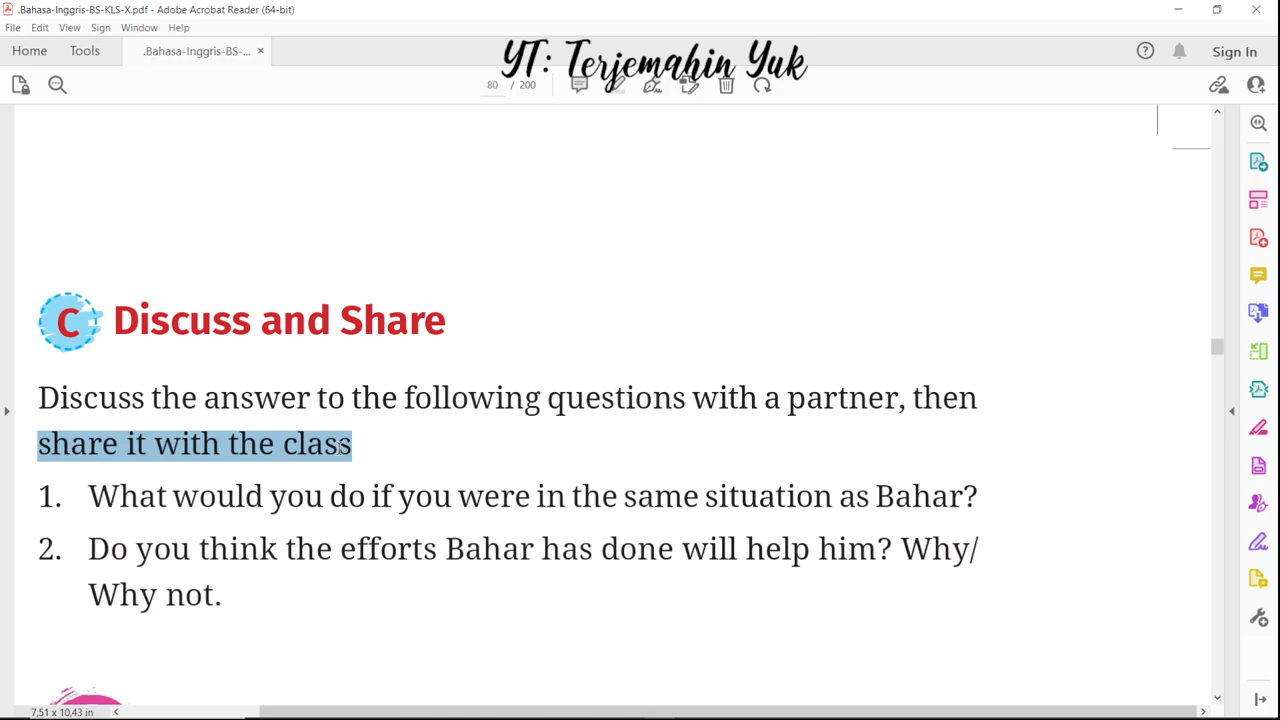 .Bahasa-Inggris-BS-KLS-X.pdf - Adobe Acrobat Reader (64-bit)
File Edit View Sign Window Help
Home Tools .Bahasa-Inggris-BS-... × Sign In
YT: Terjemahin Yuk
80 / 200
C Discuss and Share
Discuss the answer to the following questions with a partner, then
share it with the class
1. What would you do if you were in the same situation as Bahar?
2. Do you think the efforts Bahar has done will help him? Why/
Why not.
7,51 x 10,43 in